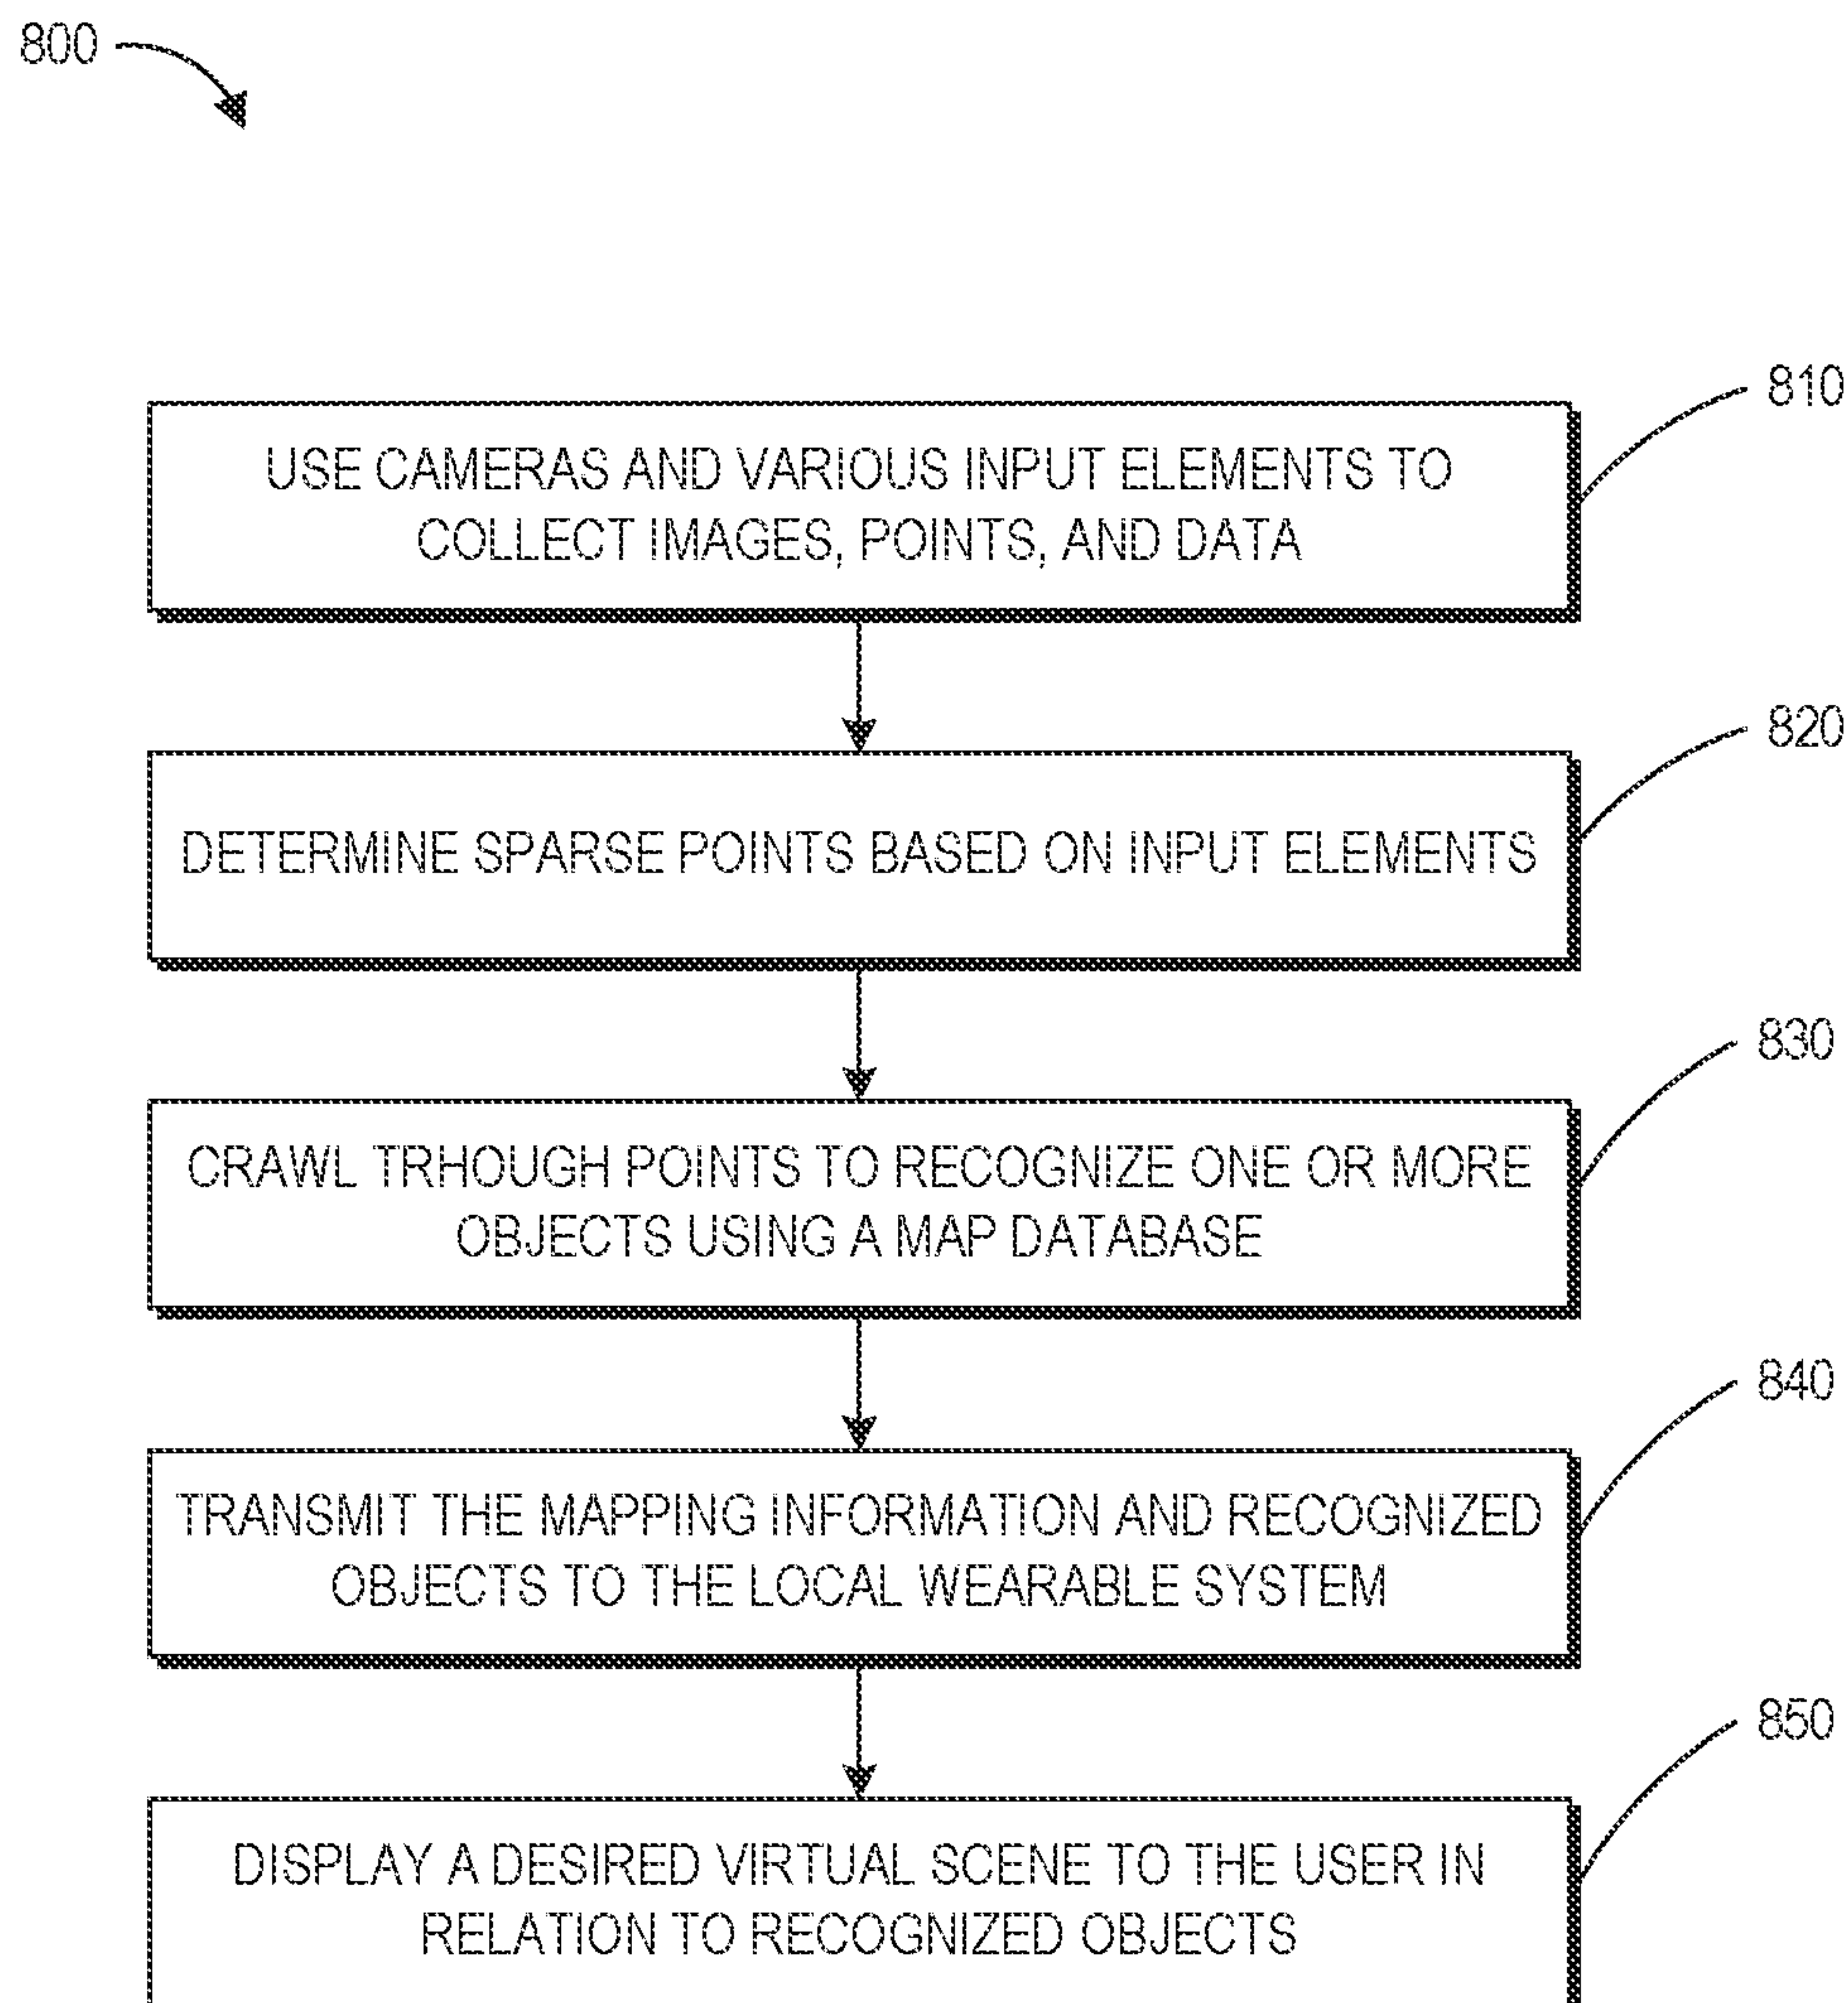 800
810
USE CAMERAS AND VARIOUS INPUT ELEMENTS TO
COLLECT IMAGES, POINTS, AND DATA
820
DETERMINE SPARSE POINTS BASED ON INPUT ELEMENTS
830
CRAWL TRHOUGH POINTS TO RECOGNIZE ONE OR MORE
OBJECTS USING A MAP DATABASE
840
TRANSMIT THE MAPPING INFORMATION AND RECOGNIZED
OBJECTS TO THE LOCAL WEARABLE SYSTEM
850
DISPLAY A DESIRED VIRTUAL SCENE TO THE USER IN
RELATION TO RECOGNIZED OBJECTS